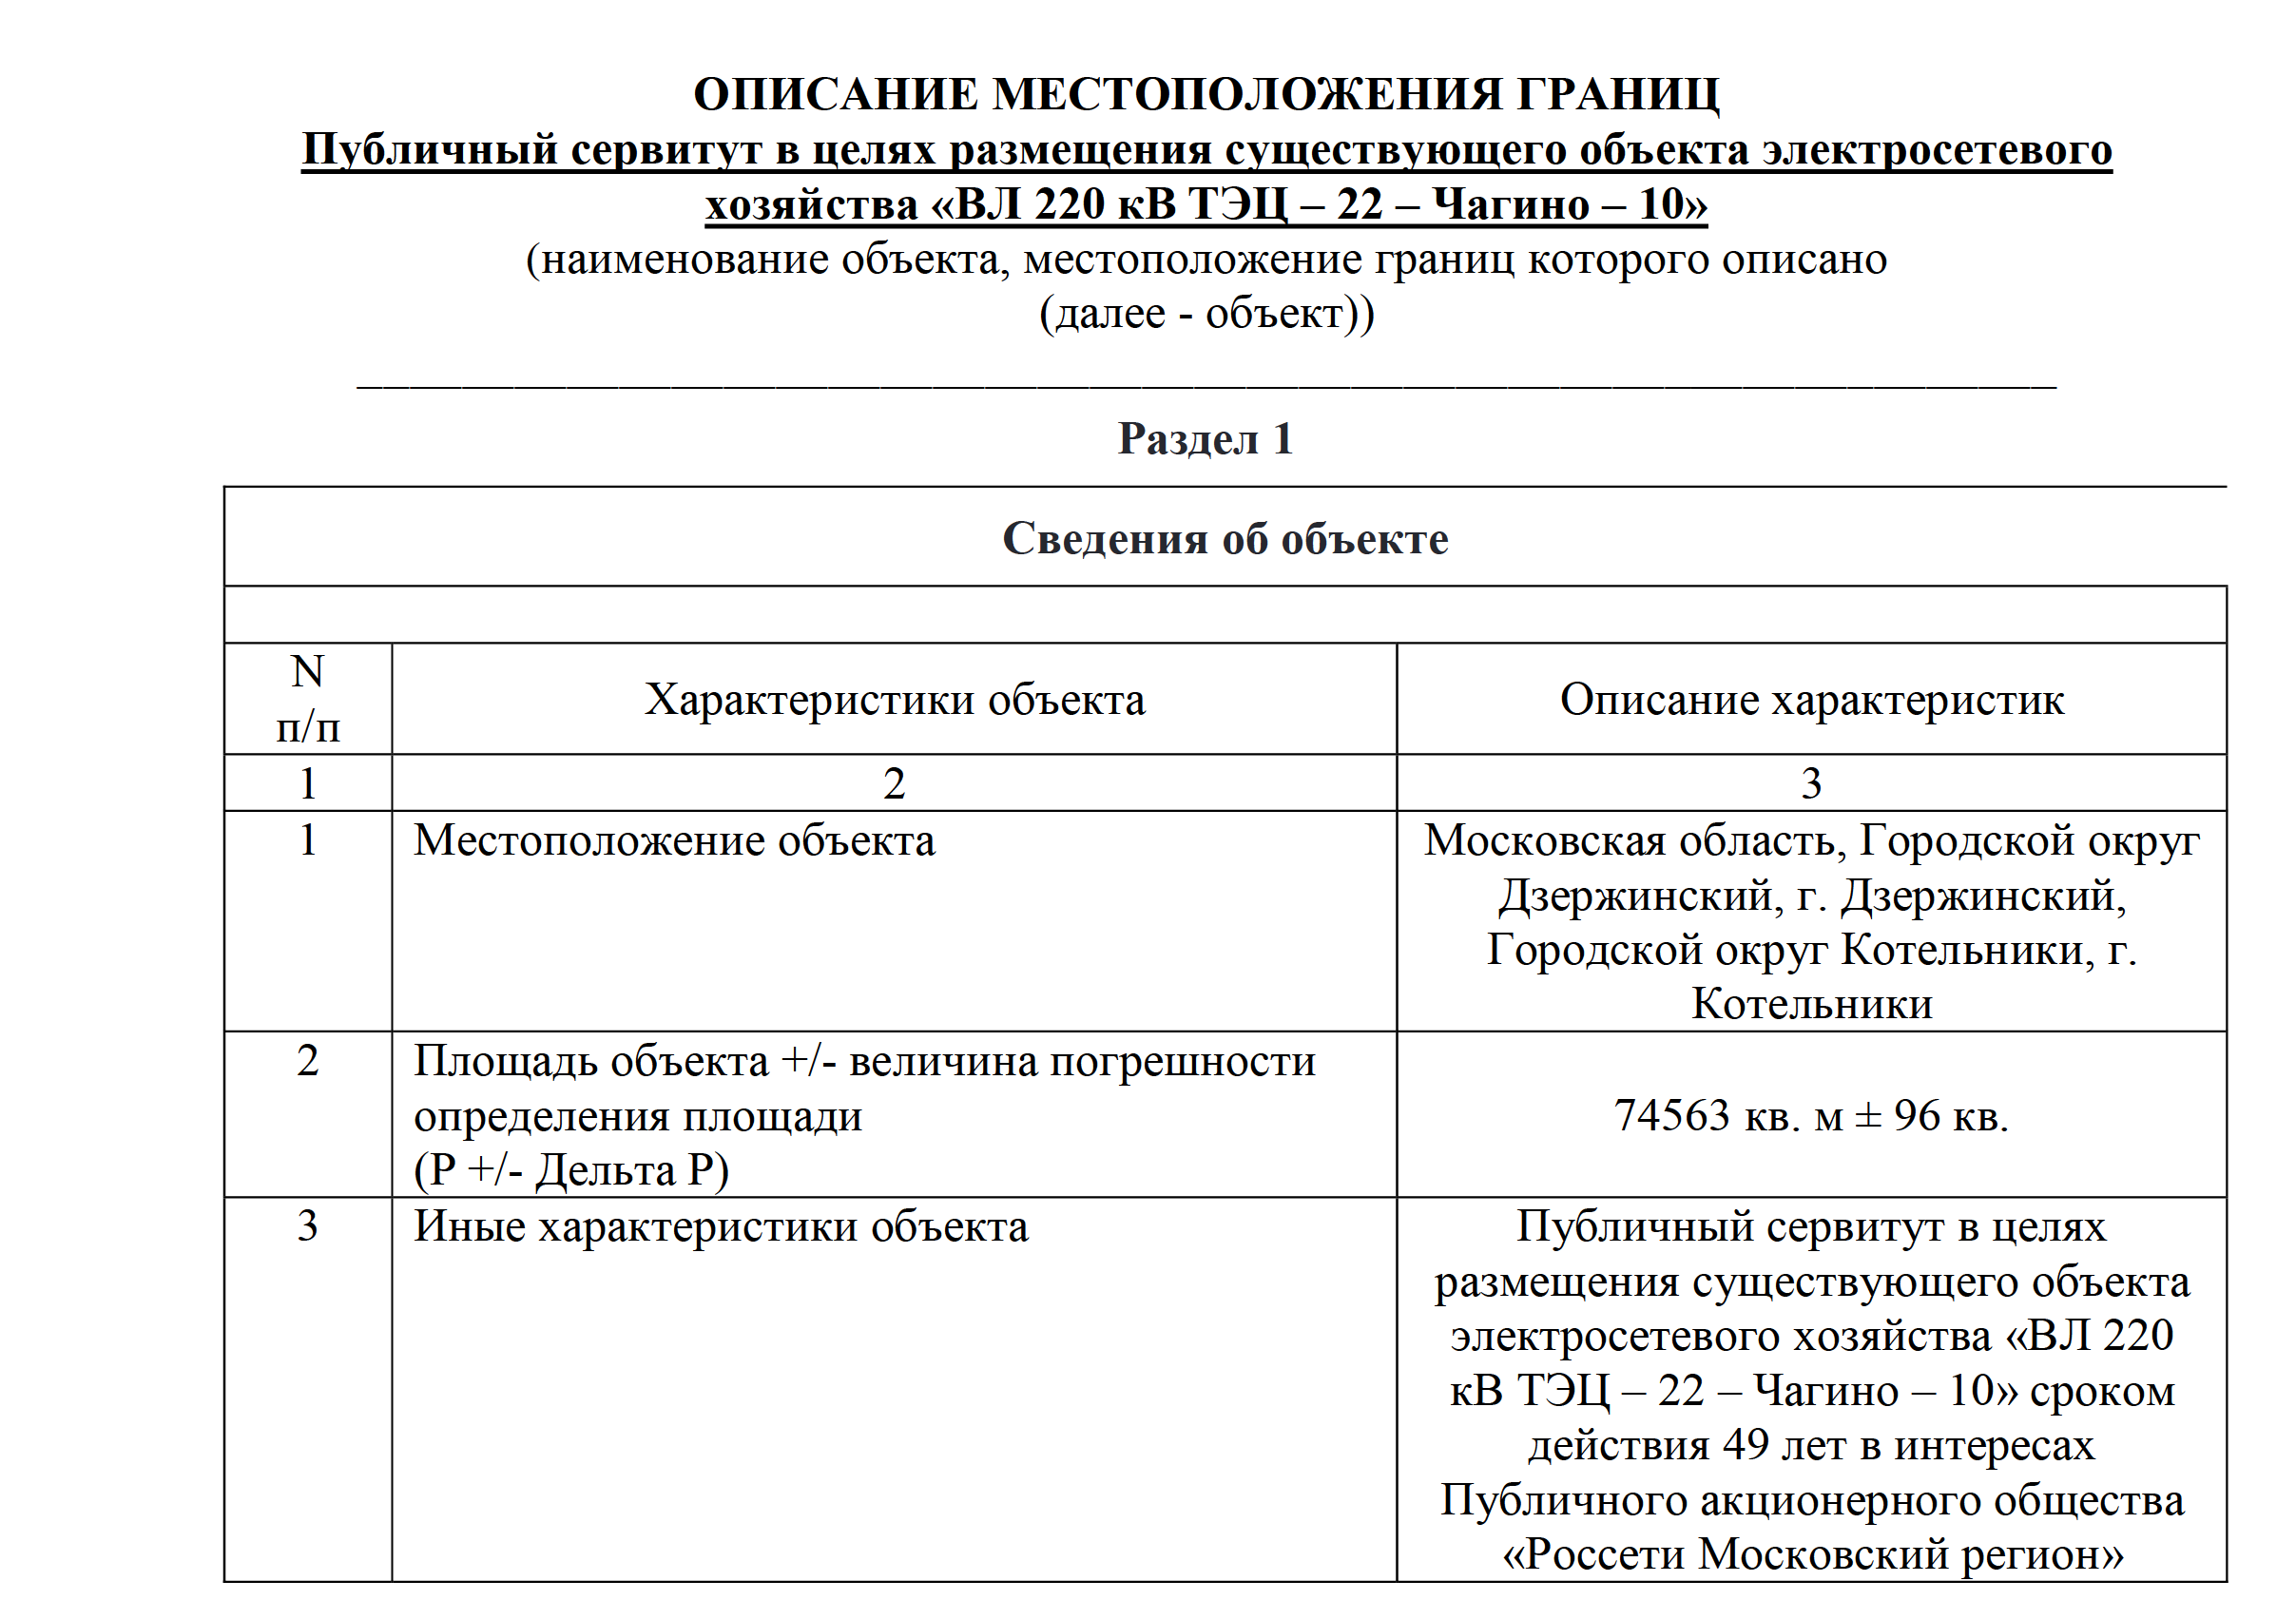 ОПИСАНИЕ МЕСТОПОЛОЖЕНИЯ ГРАНИЦ
Публичный сервитут в целях размещения существующего объекта электросетевого
хозяйства «ВЛ 220 кВ ТЭЦ – 22 – Чагино – 10»
(наименование объекта, местоположение границ которого описано
(далее - объект))
_________________________________________________________________
Раздел 1
Сведения об объекте
N
п/п
Характеристики объекта
Описание характеристик
1
2
3
1
Местоположение объекта
Московская область, Городской округ
Дзержинский, г. Дзержинский,
Городской округ Котельники, г.
Котельники
2
Площадь объекта +/- величина погрешности
определения площади
(P +/- Дельта P)
74563 кв. м ± 96 кв.
3
Иные характеристики объекта
Публичный сервитут в целях
размещения существующего объекта
электросетевого хозяйства «ВЛ 220
кВ ТЭЦ – 22 – Чагино – 10» сроком
действия 49 лет в интересах
Публичного акционерного общества
«Россети Московский регион»